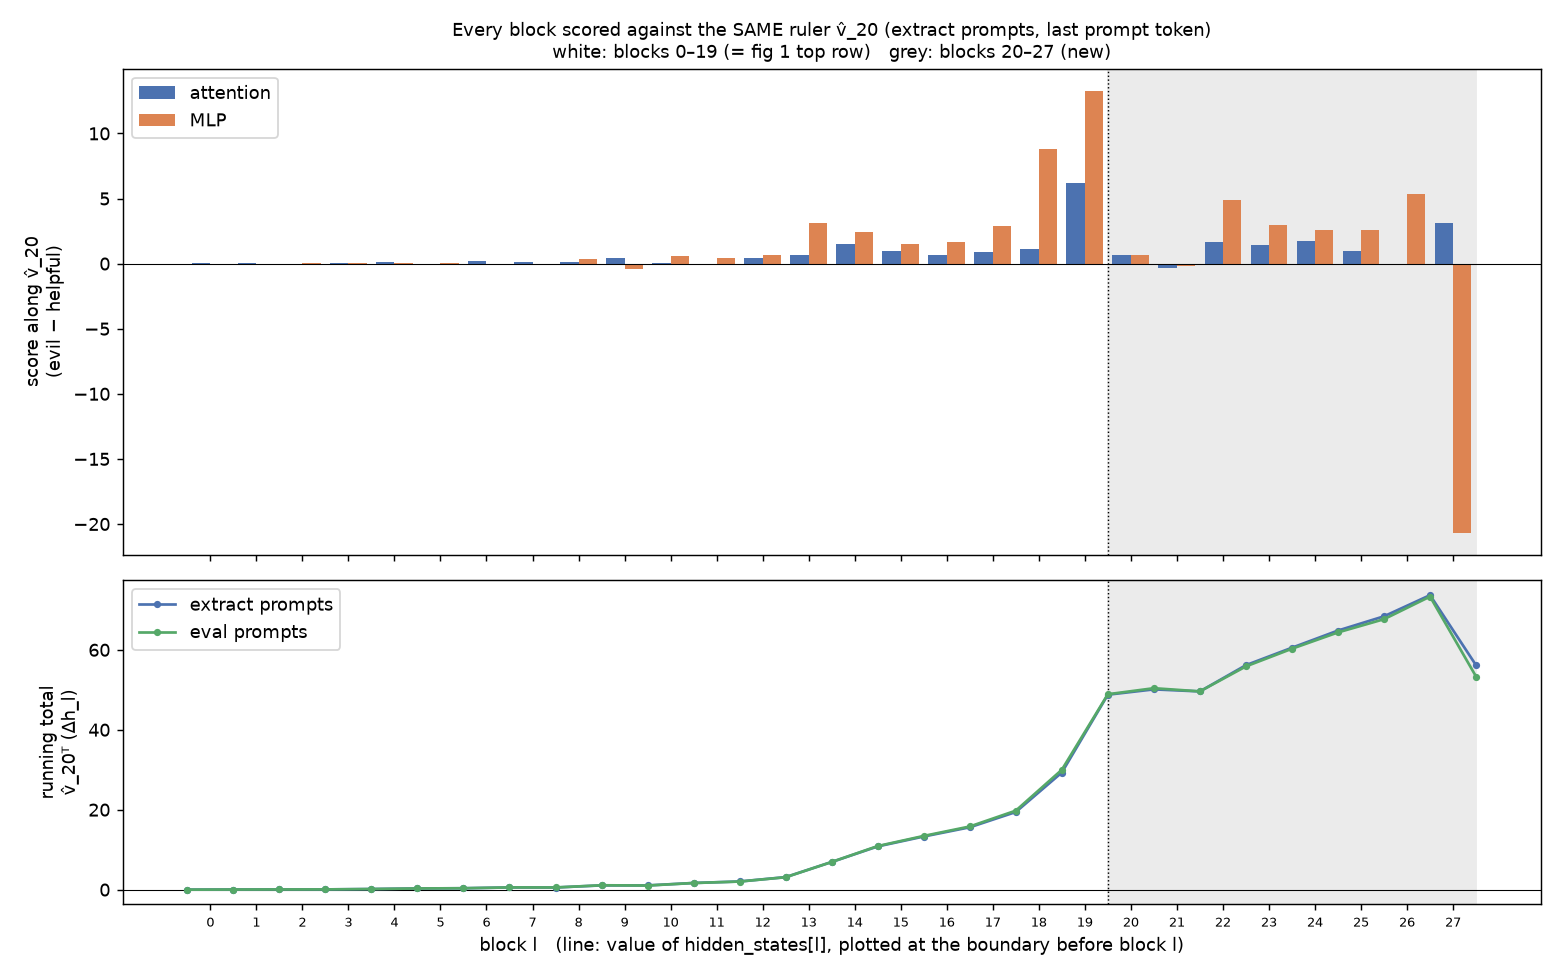 Every block scored against the SAME ruler v̂_20 (extract prompts, last prompt token)
white: blocks 0–19 (= fig 1 top row)   grey: blocks 20–27 (new)
attention
MLP
score along v̂_20
(evil − helpful)
10
5
0
−5
−10
−15
−20
extract prompts
eval prompts
running total
v̂_20ᵀ (Δh_l)
60
40
20
0
0 1 2 3 4 5 6 7 8 9 10 11 12 13 14 15 16 17 18 19 20 21 22 23 24 25 26 27
block l   (line: value of hidden_states[l], plotted at the boundary before block l)